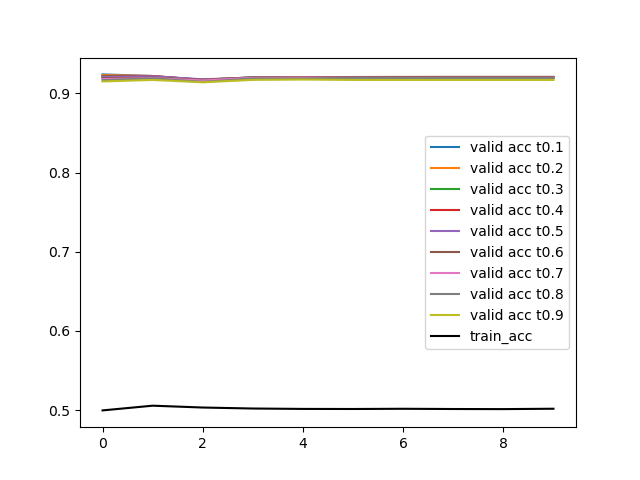 0.9
0.8
0.7
0.6
0.5
0 2 4 6 8
valid acc t0.1
valid acc t0.2
valid acc t0.3
valid acc t0.4
valid acc t0.5
valid acc t0.6
valid acc t0.7
valid acc t0.8
valid acc t0.9
train_acc